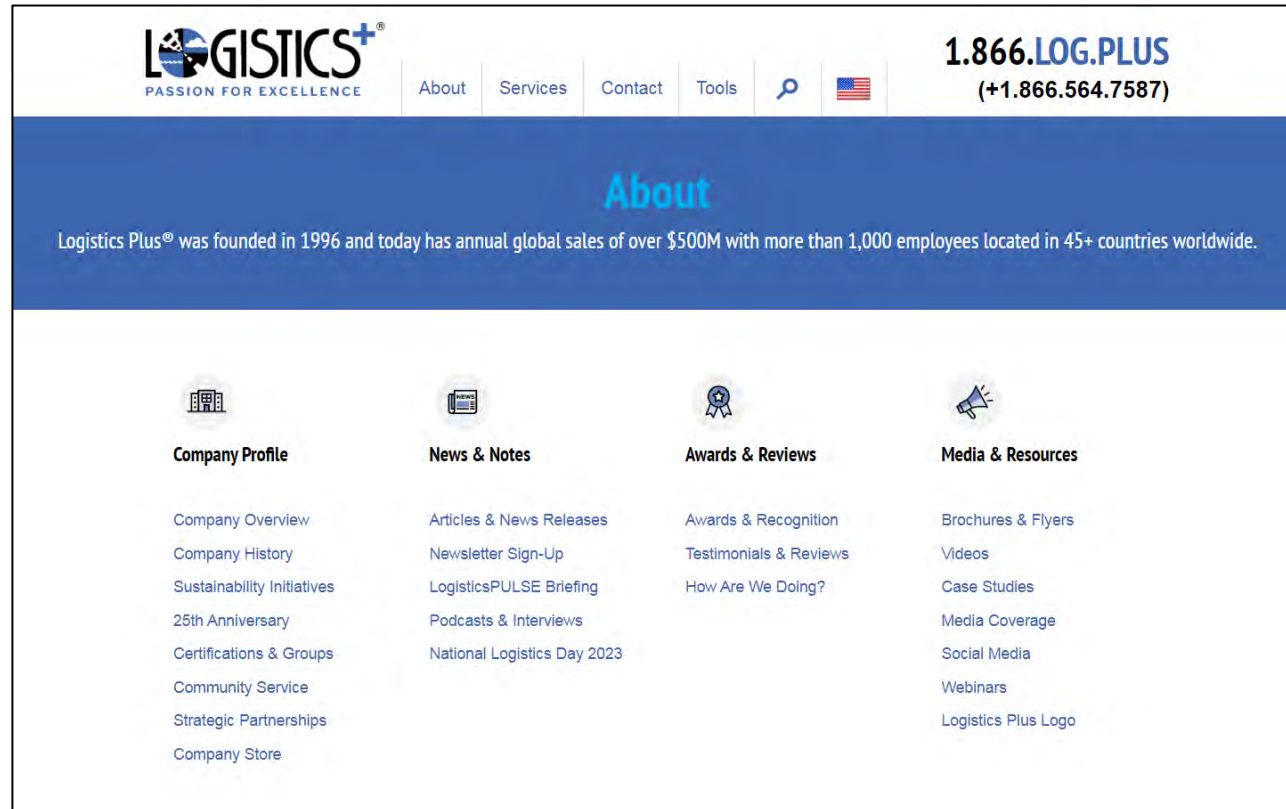 LOGISTICS+®
PASSION FOR EXCELLENCE
About Services Contact Tools
1.866.LOG.PLUS
(+1.866.564.7587)
About
Logistics Plus® was founded in 1996 and today has annual global sales of over $500M with more than 1,000 employees located in 45+ countries worldwide.
NEWS
Company Profile
Company Overview
Company History
Sustainability Initiatives
25th Anniversary
Certifications & Groups
Community Service
Strategic Partnerships
Company Store
News & Notes
Articles & News Releases
Newsletter Sign-Up
LogisticsPULSE Briefing
Podcasts & Interviews
National Logistics Day 2023
Awards & Reviews
Awards & Recognition
Testimonials & Reviews
How Are We Doing?
Media & Resources
Brochures & Flyers
Videos
Case Studies
Media Coverage
Social Media
Webinars
Logistics Plus Logo